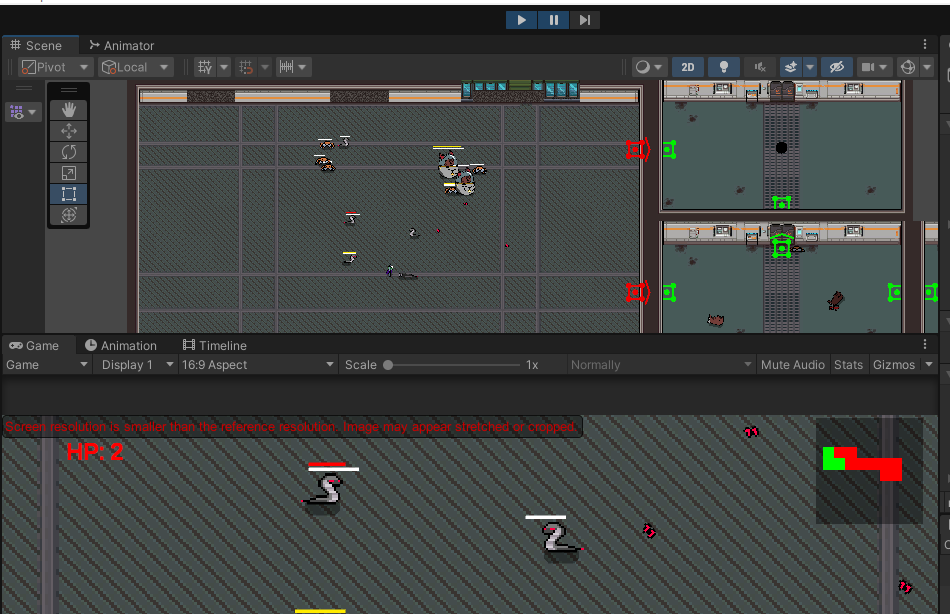 Scene
Animator
Pivot
Local
2D
Game
Animation
Timeline
Game
Display 1
16:9 Aspect
Scale
1x
Normally
Mute Audio
Stats
Gizmos
Screen resolution is smaller than the reference resolution. Image may appear stretched or cropped.
HP: 2